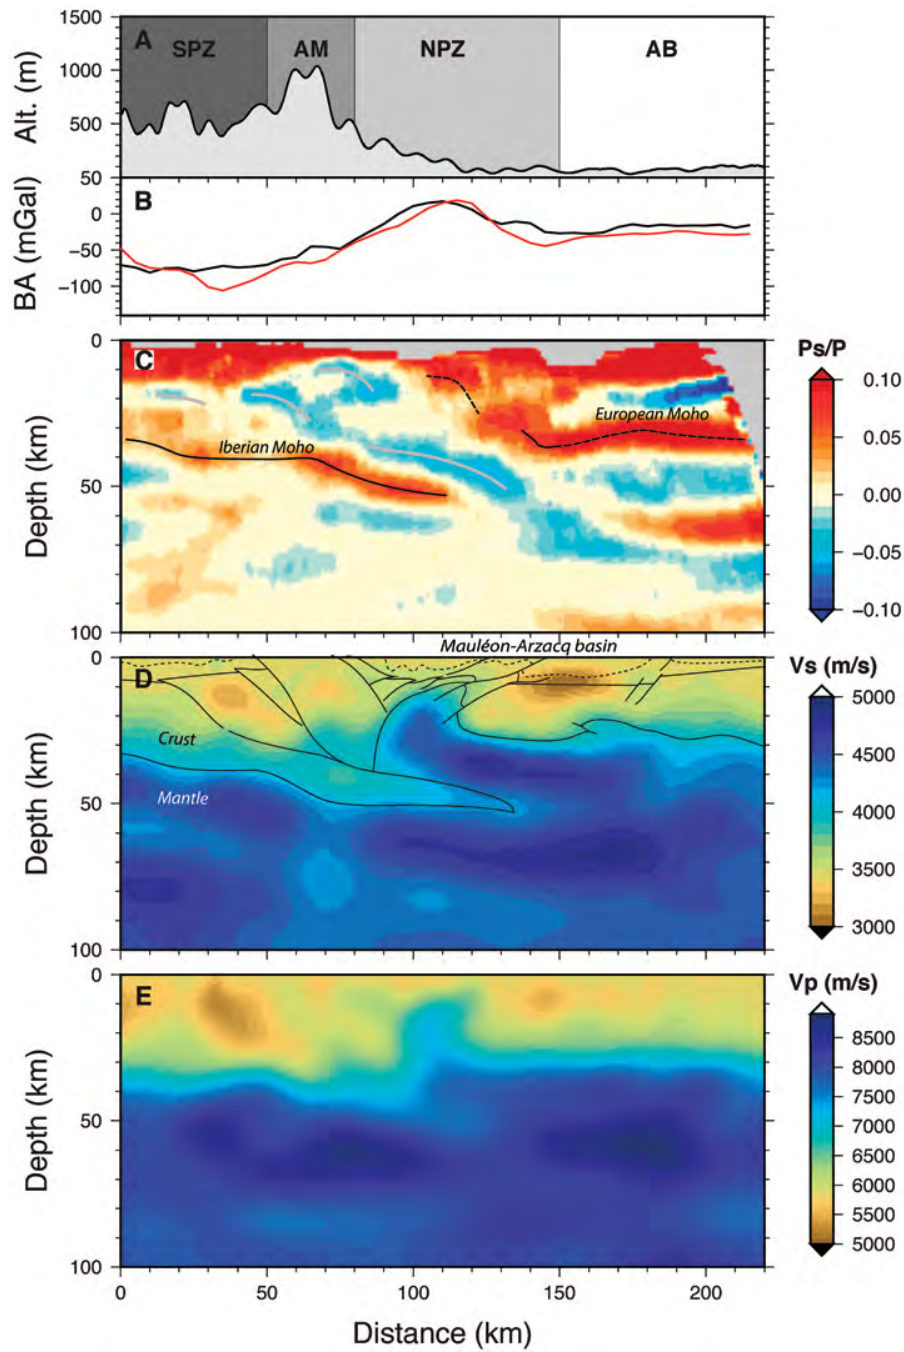 1500
1000
500
50
Alt. (m)
A
SPZ
AM
NPZ
AB
0
−50
−100
BA (mGal)
B
0
50
100
Depth (km)
C
Iberian Moho
European Moho
Ps/P
0.10
0.05
0.00
−0.05
−0.10
Mauléon-Arzacq basin
0
50
100
Depth (km)
D
Crust
Mantle
Vs (m/s)
5000
4500
4000
3500
3000
0
50
100
Depth (km)
E
Vp (m/s)
8500
8000
7500
7000
6500
6000
5500
5000
0
50
100
150
200
Distance (km)